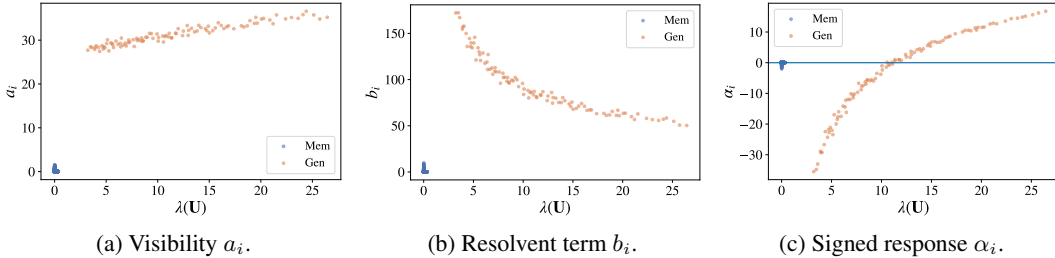 30
20
10
0
a_i
0
5
10
15
20
25
λ(U)
Mem
Gen
(a) Visibility a_i.
150
100
50
0
b_i
0
5
10
15
20
25
λ(U)
Mem
Gen
(b) Resolvent term b_i.
10
0
−10
−20
−30
α_i
0
5
10
15
20
25
λ(U)
Mem
Gen
(c) Signed response α_i.